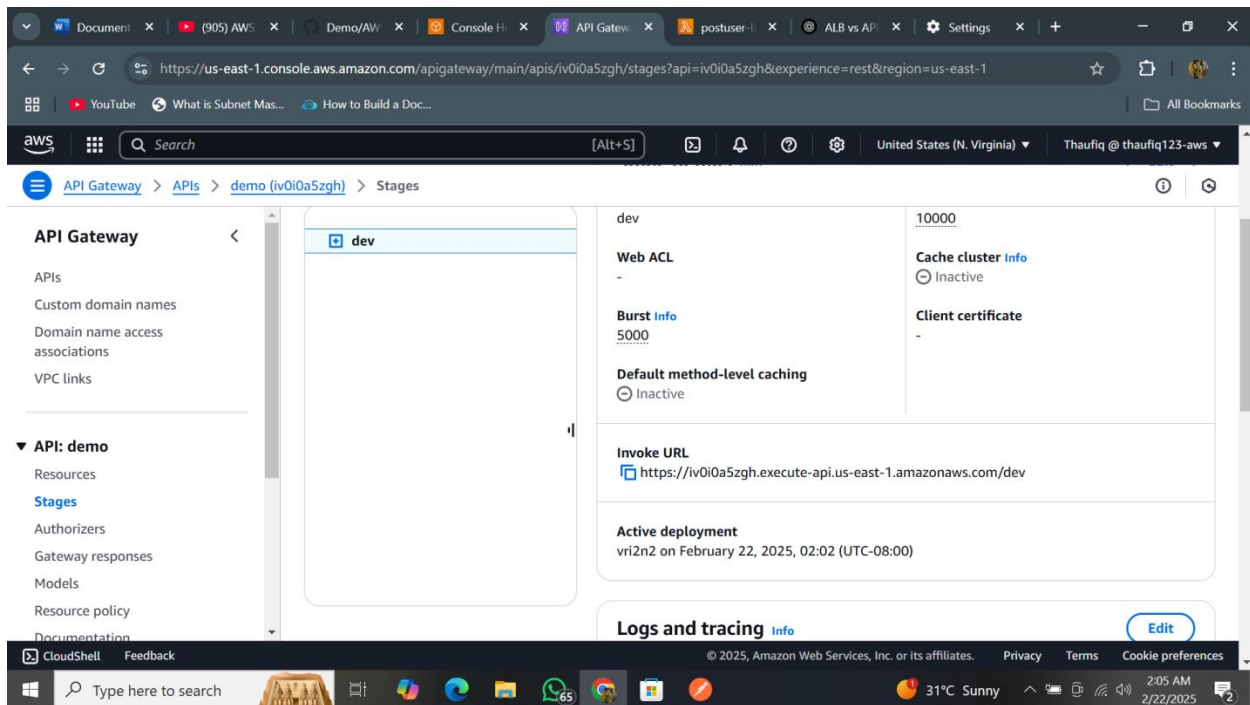 Document
(905) AWS
Demo/AW
Console H
API Gatew
postuser-l
ALB vs API
Settings
https://us-east-1.console.aws.amazon.com/apigateway/main/apis/iv0i0a5zgh/stages?api=iv0i0a5zgh&experience=rest&region=us-east-1
YouTube
What is Subnet Mas...
How to Build a Doc...
All Bookmarks
aws
Search
[Alt+S]
United States (N. Virginia) ▼
Thaufiq @ thaufiq123-aws ▼
API Gateway > APIs > demo (iv0i0a5zgh) > Stages
API Gateway
APIs
Custom domain names
Domain name access
associations
VPC links
▼ API: demo
Resources
Stages
Authorizers
Gateway responses
Models
Resource policy
Documentation
dev
dev
10000
Web ACL
-
Cache cluster Info
Inactive
Burst Info
5000
Client certificate
-
Default method-level caching
Inactive
Invoke URL
https://iv0i0a5zgh.execute-api.us-east-1.amazonaws.com/dev
Active deployment
vri2n2 on February 22, 2025, 02:02 (UTC-08:00)
Logs and tracing Info
Edit
CloudShell
Feedback
© 2025, Amazon Web Services, Inc. or its affiliates.
Privacy
Terms
Cookie preferences
Type here to search
65
31°C Sunny
2:05 AM
2/22/2025
2